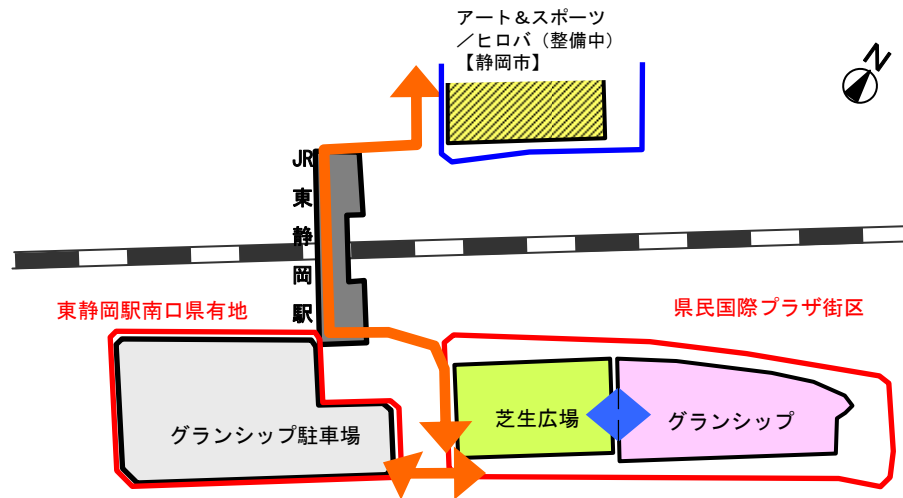 アート＆スポーツ
／ヒロバ（整備中）
【静岡市】
N
JR東静岡駅
東静岡駅南口県有地
県民国際プラザ街区
芝生広場
グランシップ
グランシップ駐車場